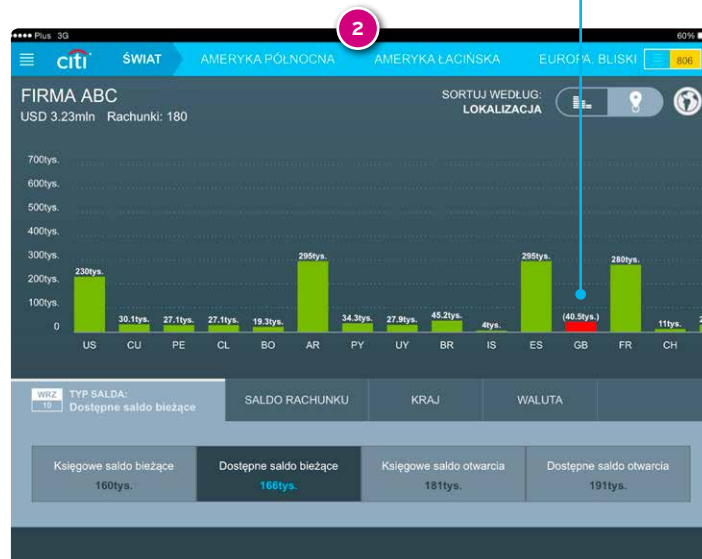 2
Plus 3G 60%
citi ŚWIAT AMERYKA PÓŁNOCNA AMERYKA ŁACIŃSKA EUROPA, BLISKI 806
FIRMA ABC
USD 3.23mln Rachunki: 180
SORTUJ WEDŁUG:
LOKALIZACJA
700tys.
600tys.
500tys.
400tys.
300tys.
200tys.
100tys.
0
230tys. 30.1tys. 27.1tys. 27.1tys. 19.3tys. 295tys. 34.3tys. 27.9tys. 45.2tys. 4tys. 295tys. (40.5tys.) 280tys. 11tys.
US CU PE CL BO AR PY UY BR IS ES GB FR CH
WRZ
19
TYP SALDA:
Dostępne saldo bieżące
SALDO RACHUNKU KRAJ WALUTA
Księgowe saldo bieżące Dostępne saldo bieżące Księgowe saldo otwarcia Dostępne saldo otwarcia
160tys. 166tys. 181tys. 191tys.